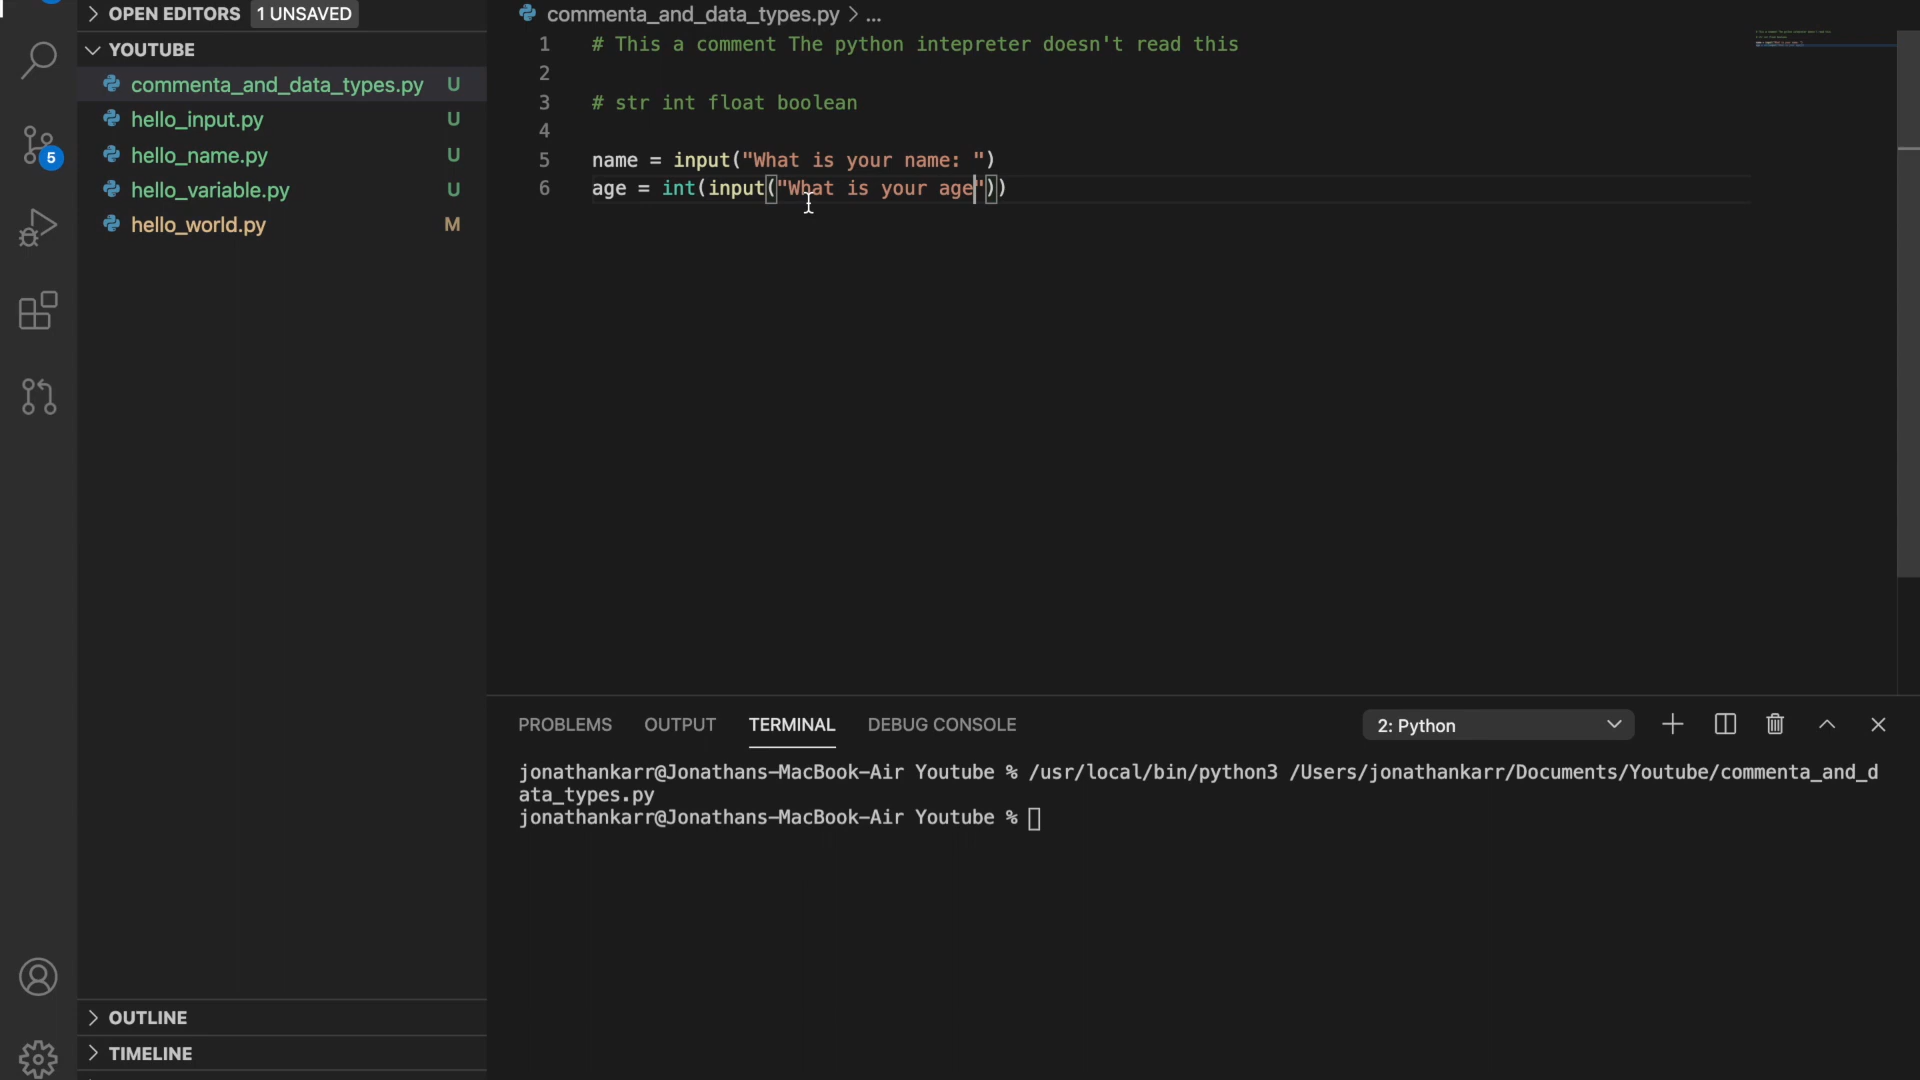 OPEN EDITORS 1 UNSAVED
YOUTUBE
commenta_and_data_types.py U
hello_input.py U
hello_name.py U
hello_variable.py U
hello_world.py M
5
OUTLINE
TIMELINE
commenta_and_data_types.py > ...
1 # This a comment The python intepreter doesn't read this
2
3 # str int float boolean
4
5 name = input("What is your name: ")
6 age = int(input("What is your age"))
PROBLEMS OUTPUT TERMINAL DEBUG CONSOLE 2: Python
jonathankarr@Jonathans-MacBook-Air Youtube % /usr/local/bin/python3 /Users/jonathankarr/Documents/Youtube/commenta_and_d
ata_types.py
jonathankarr@Jonathans-MacBook-Air Youtube %